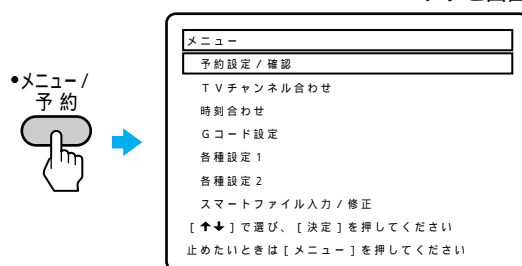 •メニュー/
予 約
メニュー
予約設定/確認
TVチャンネル合わせ
時刻合わせ
Gコード設定
各種設定1
各種設定2
スマートファイル入力/修正
[↑↓]で選び、[決定]を押してください
止めたいときは[メニュー]を押してください